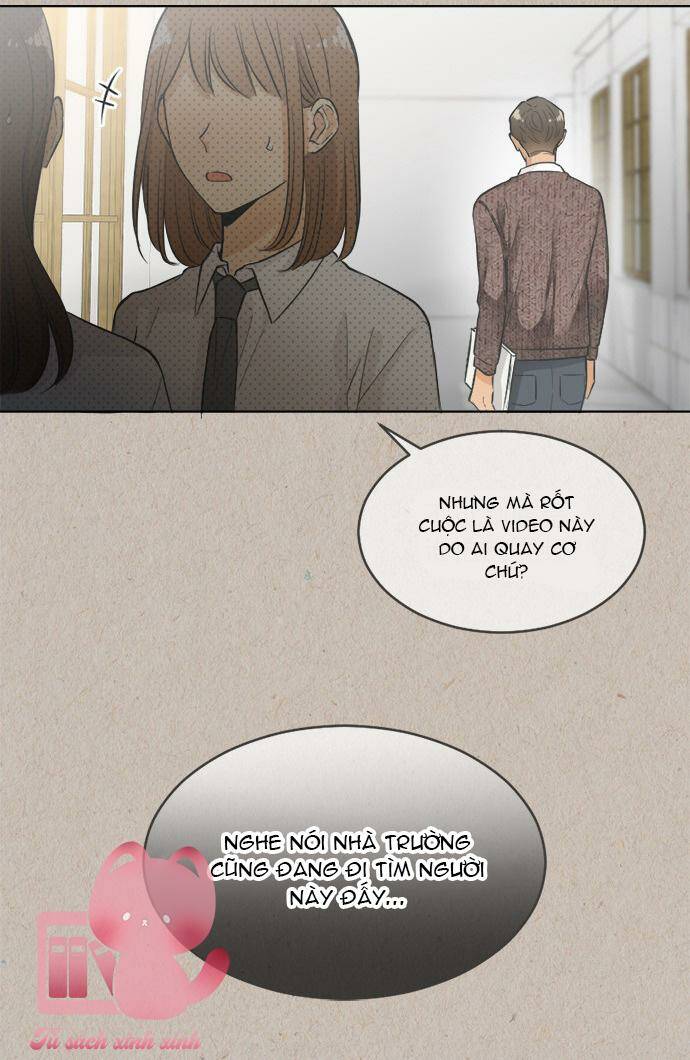 NHƯNG MÀ RỐT
CUỘC LÀ VIDEO NÀY
DO AI QUAY CƠ
CHỨ?
NGHE NÓI NHÀ TRƯỜNG
CŨNG ĐANG ĐI TÌM NGƯỜI
NÀY ĐẤY...
Tủ sách xinh xinh